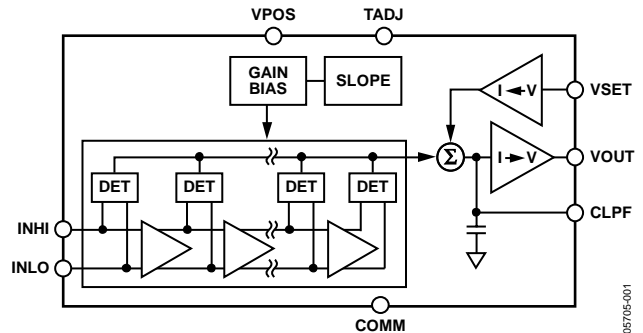 VPOS
TADJ
GAIN
BIAS
SLOPE
I V
VSET
Σ
I V
VOUT
DET
DET
DET
DET
CLPF
INHI
INLO
COMM
05705-001